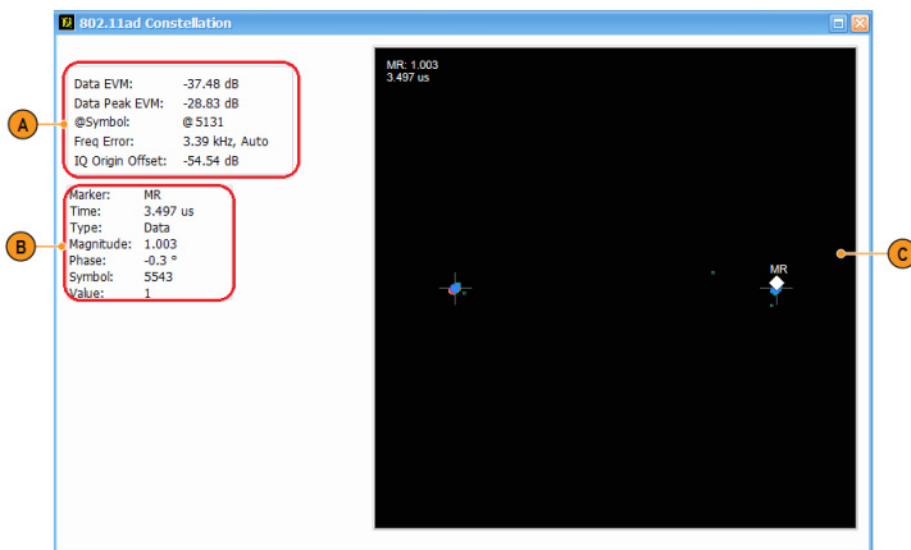 802.11ad Constellation
A
Data EVM: -37.48 dB
Data Peak EVM: -28.83 dB
@Symbol: @ 5131
Freq Error: 3.39 kHz, Auto
IQ Origin Offset: -54.54 dB
B
Marker: MR
Time: 3.497 us
Type: Data
Magnitude: 1.003
Phase: -0.3 °
Symbol: 5543
Value: 1
MR: 1.003
3.497 us
MR
C